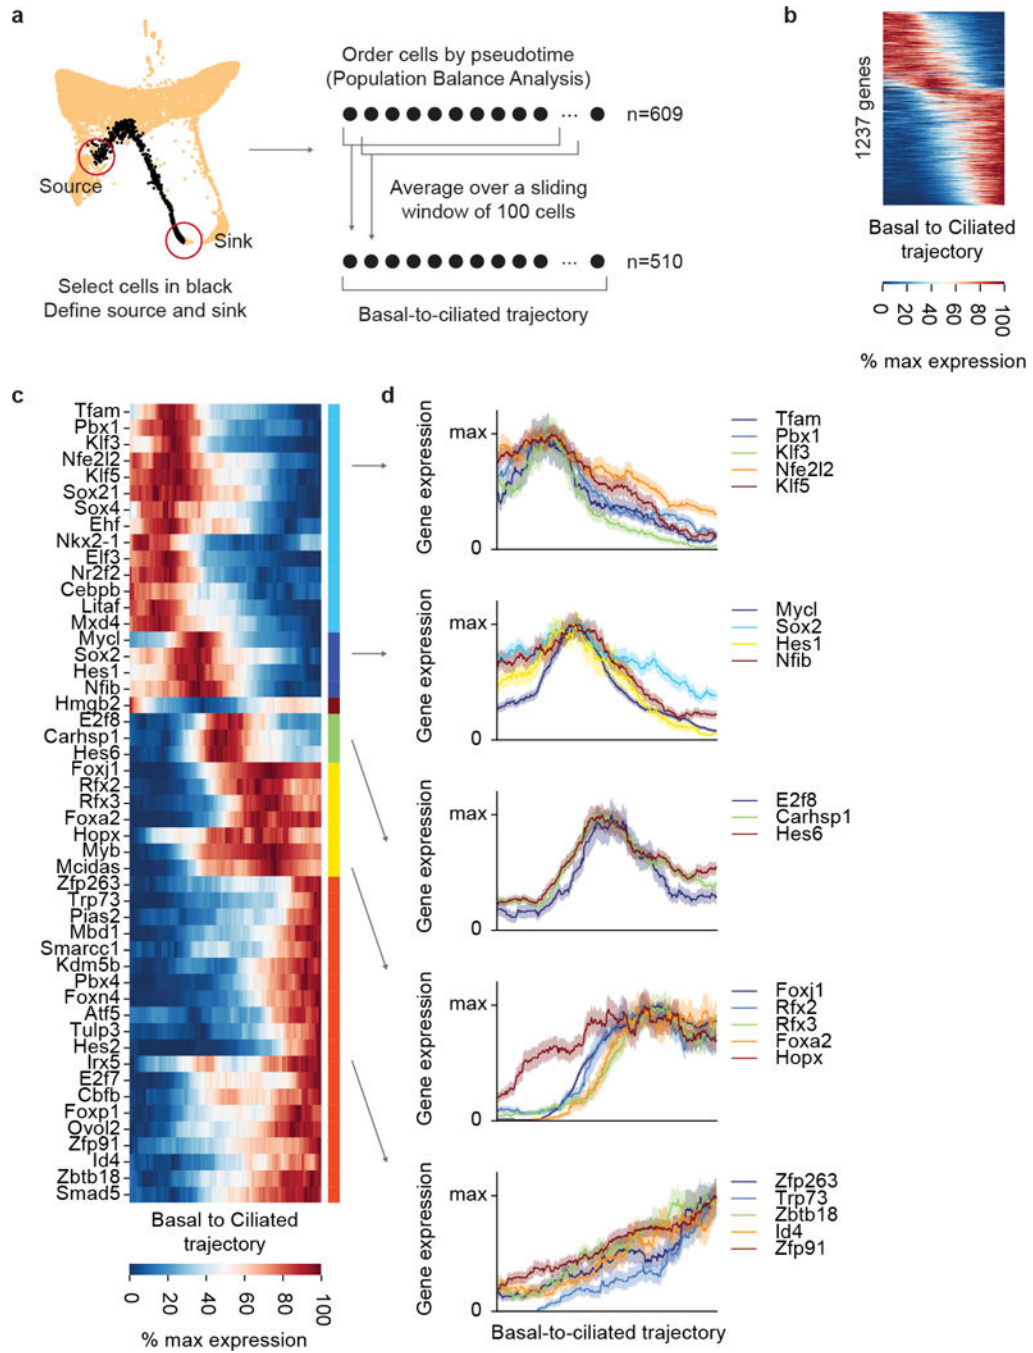 a
Order cells by pseudotime
(Population Balance Analysis)
...
n=609
Source
Sink
Average over a sliding
window of 100 cells
...
n=510
Select cells in black
Define source and sink
Basal-to-ciliated trajectory
b
1237 genes
Basal to Ciliated
trajectory
0
20
40
60
80
100
% max expression
c
Tfam
Pbx1
Klf3
Nfe2l2
Klf5
Sox21
Sox4
Ehf
Nkx2-1
Elf3
Nr2f2
Cebpb
Litaf
Mxd4
Mycl
Sox2
Hes1
Nfib
Hmgb2
E2f8
Carhsp1
Hes6
Foxj1
Rfx2
Rfx3
Foxa2
Hopx
Myb
Mcidas
Zfp263
Trp73
Pias2
Mbd1
Smarcc1
Kdm5b
Pbx4
Foxn4
Atf5
Tulp3
Hes2
Irx5
E2f7
Cbfb
Foxp1
Ovol2
Zfp91
Id4
Zbtb18
Smad5
Basal to Ciliated
trajectory
0
20
40
60
80
100
% max expression
d
Gene expression
max
0
Tfam
Pbx1
Klf3
Nfe2l2
Klf5
Gene expression
max
0
Mycl
Sox2
Hes1
Nfib
Gene expression
max
0
E2f8
Carhsp1
Hes6
Gene expression
max
0
Foxj1
Rfx2
Rfx3
Foxa2
Hopx
Gene expression
max
0
Zfp263
Trp73
Zbtb18
Id4
Zfp91
Basal-to-ciliated trajectory